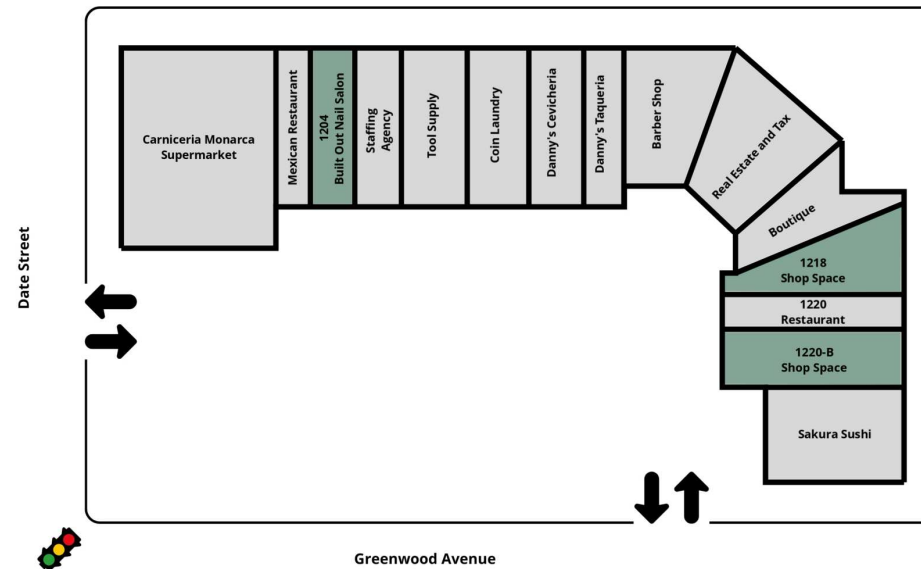 Carniceria Monarca
Supermarket
Mexican Restaurant
1204
Built Out Nail Salon
Staffing
Agency
Tool Supply
Coin Laundry
Danny's Cevicheria
Danny's Taqueria
Barber Shop
Real Estate and Tax
Boutique
1218
Shop Space
1220
Restaurant
1220-B
Shop Space
Sakura Sushi
Date Street
Greenwood Avenue